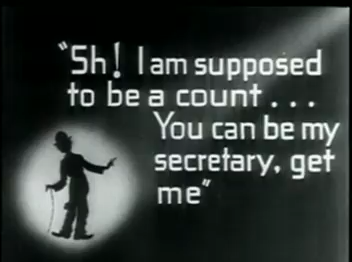 "Sh! I am supposed
to be a count...
You can be my
secretary, get
me"